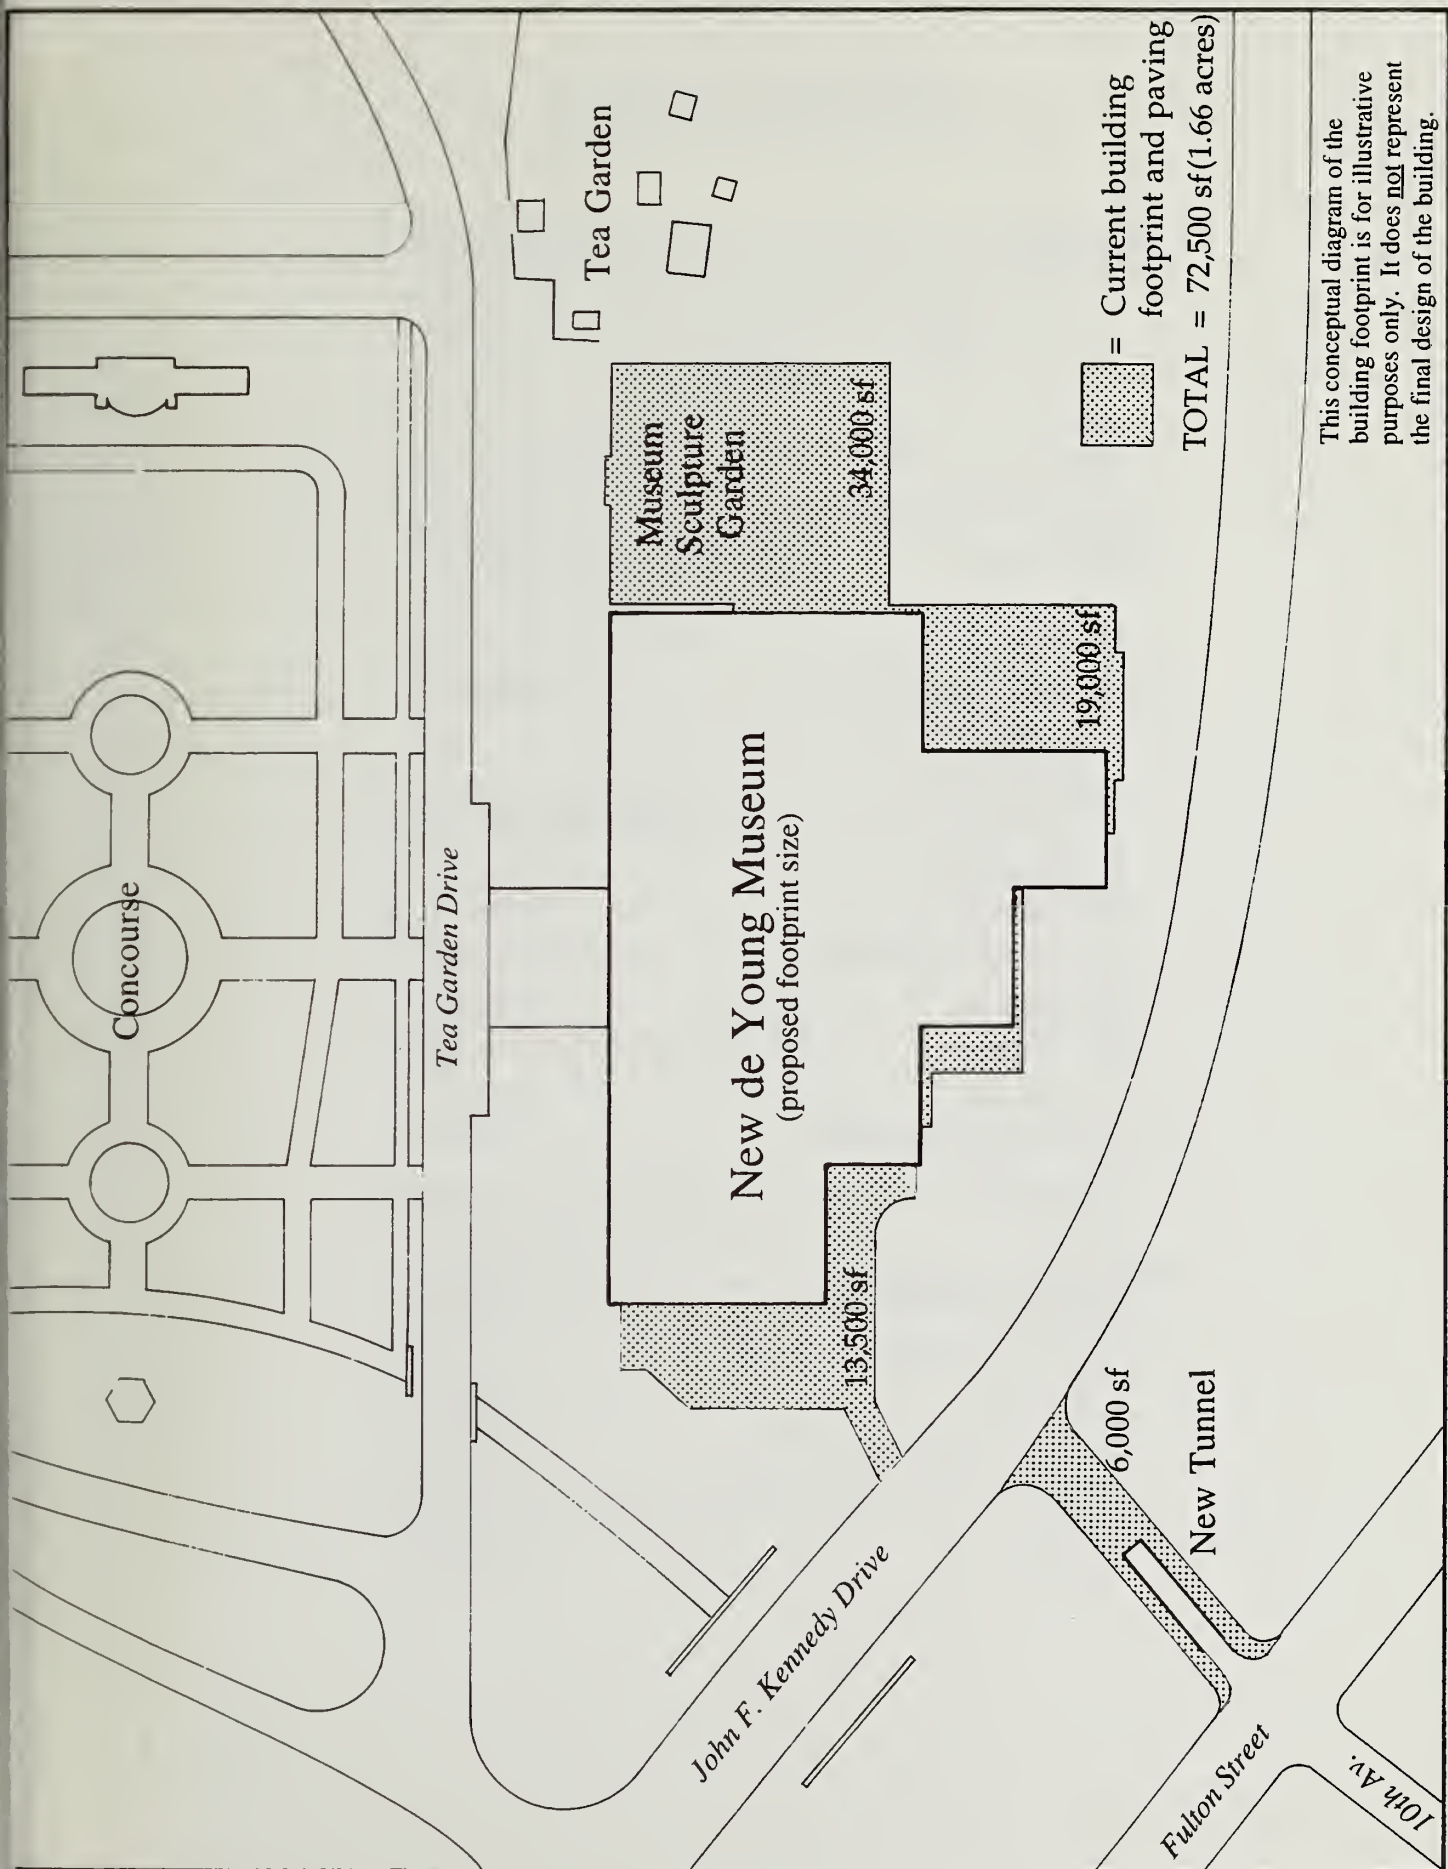 Concourse
Tea Garden Drive
Tea Garden
Museum
Sculpture
Garden
34,000 sf
19,000 sf
New de Young Museum
(proposed footprint size)
13,500 sf
6,000 sf
New Tunnel
John F. Kennedy Drive
Fulton Street
10th Av.
= Current building
footprint and paving
TOTAL = 72,500 sf (1.66 acres)
This conceptual diagram of the
building footprint is for illustrative
purposes only. It does not represent
the final design of the building.